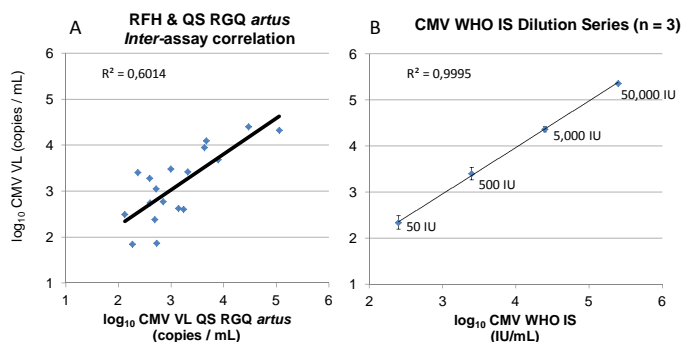 A
RFH & QS RGQ artus
Inter-assay correlation
R² = 0,6014
6
5
4
3
2
1
1
2
3
4
5
6
log₁₀ CMV VL (copies / mL)
log₁₀ CMV VL QS RGQ artus
(copies / mL)
B
CMV WHO IS Dilution Series (n = 3)
R² = 0,9995
6
5
4
3
2
1
2
3
4
5
6
log₁₀ CMV VL (copies / mL)
50,000 IU
5,000 IU
500 IU
50 IU
log₁₀ CMV WHO IS
(IU/mL)